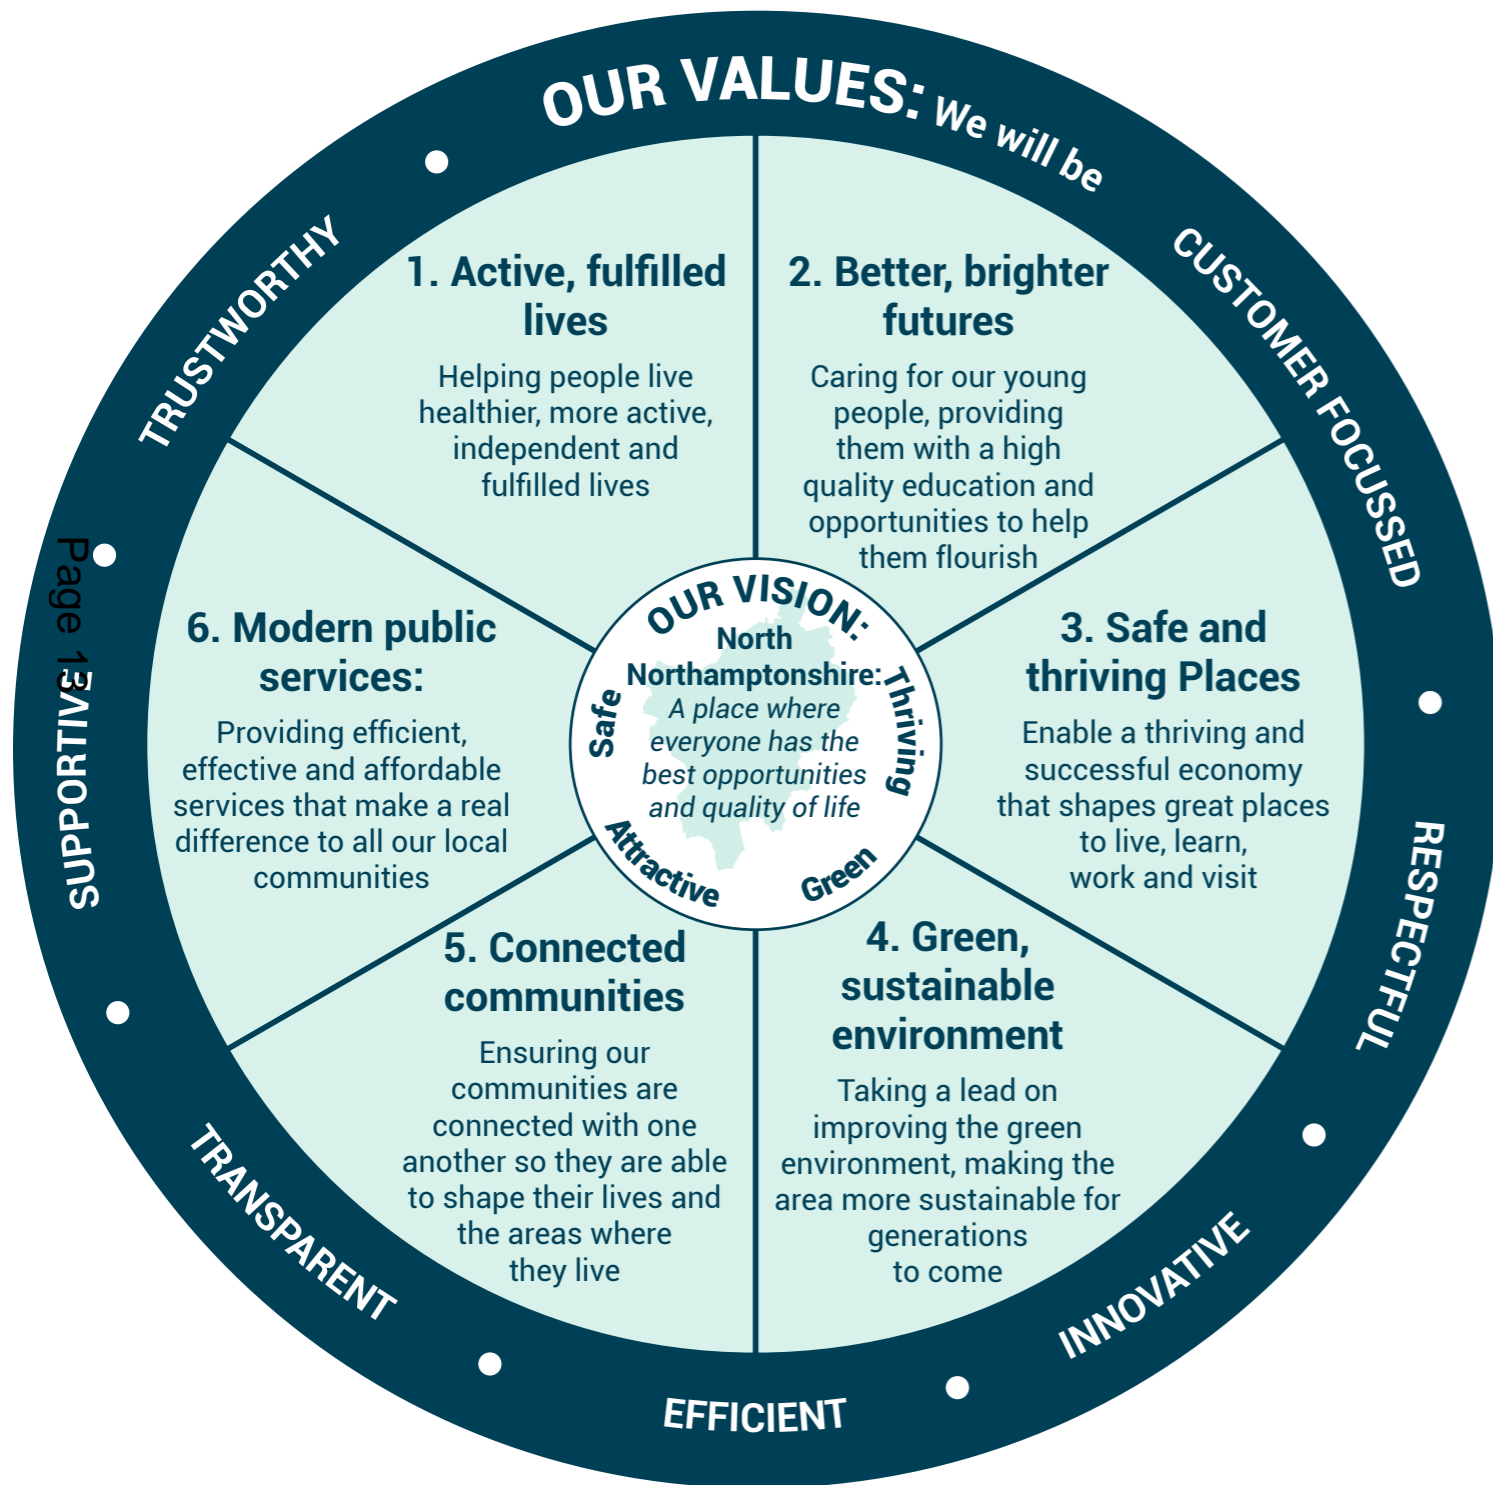 OUR VALUES: We will be
CUSTOMER FOCUSSED
RESPECTFUL
INNOVATIVE
EFFICIENT
TRANSPARENT
SUPPORTIVE
TRUSTWORTHY
1. Active, fulfilled
lives
Helping people live
healthier, more active,
independent and
fulfilled lives
2. Better, brighter
futures
Caring for our young
people, providing
them with a high
quality education and
opportunities to help
them flourish
3. Safe and
thriving Places
Enable a thriving and
successful economy
that shapes great places
to live, learn,
work and visit
4. Green,
sustainable
environment
Taking a lead on
improving the green
environment, making the
area more sustainable for
generations
to come
5. Connected
communities
Ensuring our
communities are
connected with one
another so they are able
to shape their lives and
the areas where
they live
6. Modern public
services:
Providing efficient,
effective and affordable
services that make a real
difference to all our local
communities
OUR VISION:
North
Northamptonshire:
A place where
everyone has the
best opportunities
and quality of life
Safe
Thriving
Green
Attractive
Page 13